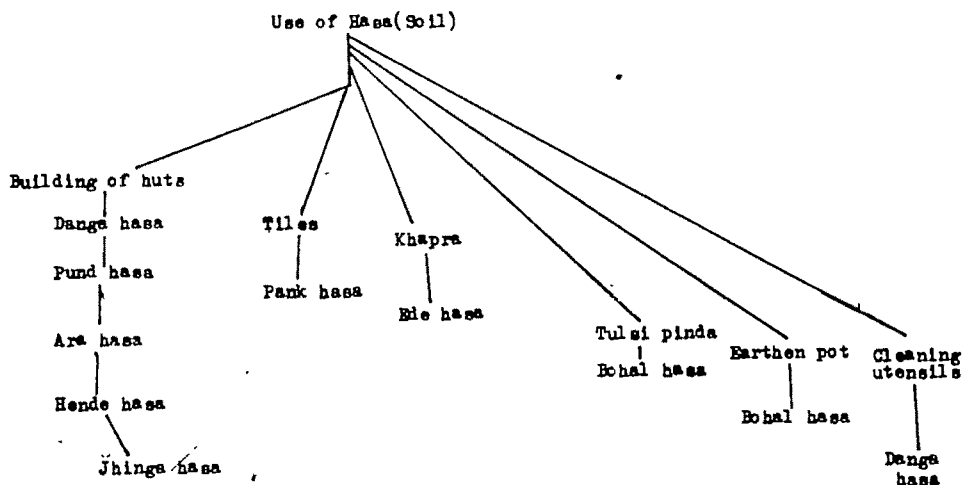 Use of Hasa(Soil)
Building of huts
Danga hasa
Pund hasa
Ara hasa
Hende hasa
Jhinga hasa
Tiles
Pank hasa
Khapra
Ede hasa
Tulsi pinda
Bohal hasa
Earthen pot
Bohal hasa
Cleaning
utensils
Danga
hasa